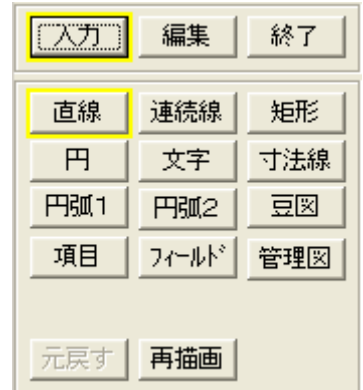 入力 編集 終了
直線 連続線 矩形
円 文字 寸法線
円弧1 円弧2 豆図
項目 ﾌｨｰﾙﾄﾞ 管理図
元戻す 再描画